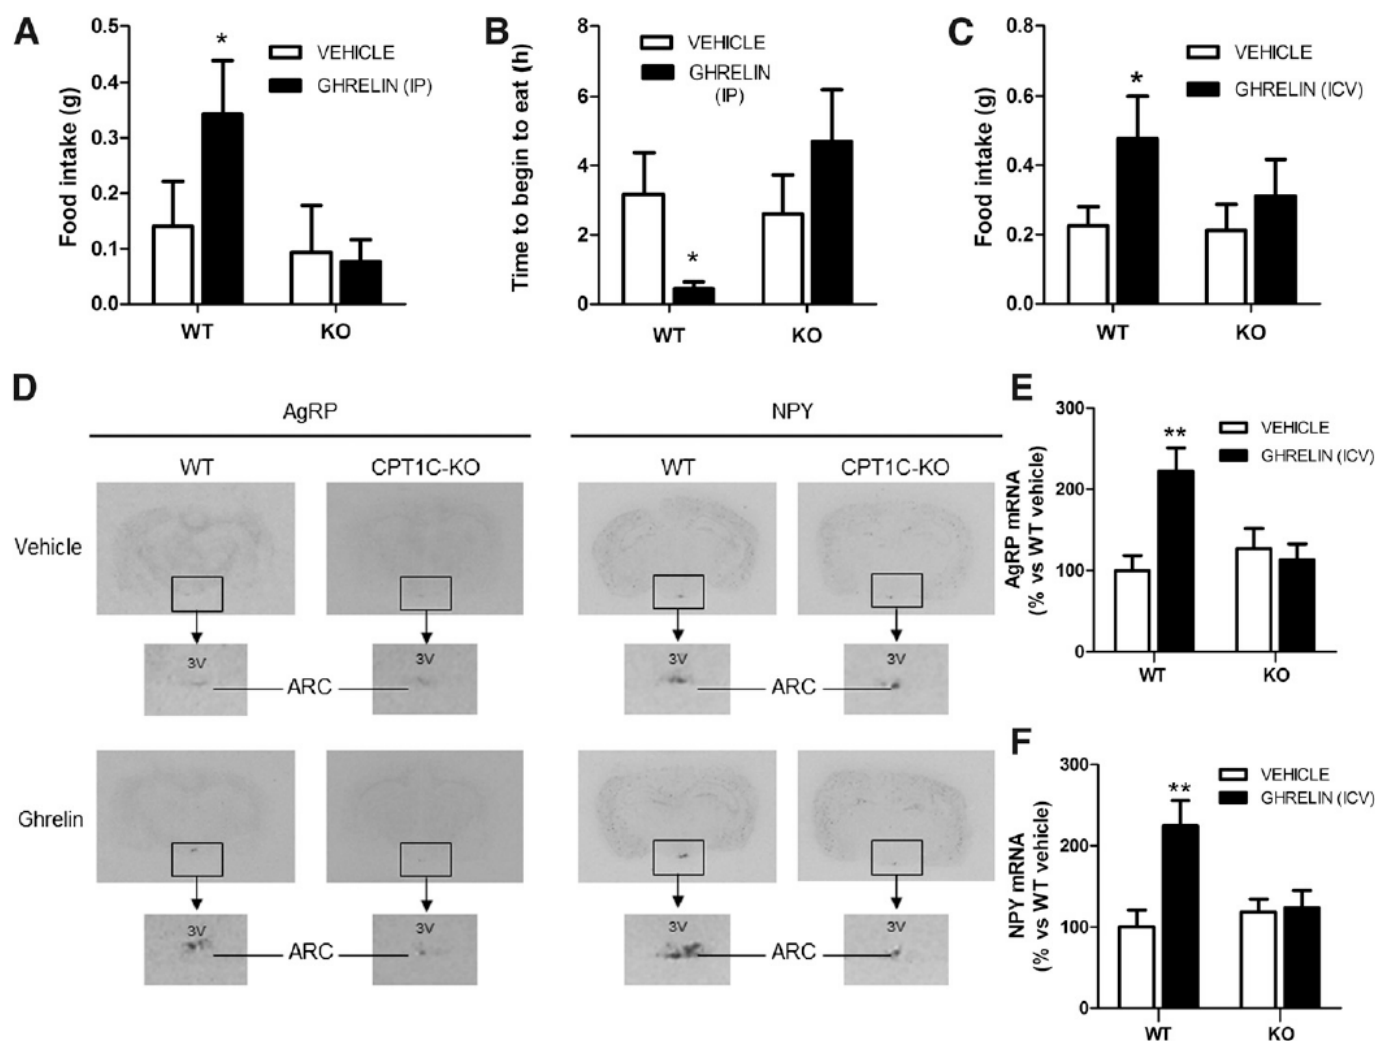 A
Food intake (g)
0.5
0.4
0.3
0.2
0.1
0.0
*
VEHICLE
GHRELIN (IP)
WT
KO
B
Time to begin to eat (h)
8
6
4
2
0
*
VEHICLE
GHRELIN
(IP)
WT
KO
C
Food intake (g)
0.8
0.6
0.4
0.2
0.0
*
VEHICLE
GHRELIN (ICV)
WT
KO
D
AgRP
NPY
WT
CPT1C-KO
WT
CPT1C-KO
Vehicle
3V
3V
3V
3V
ARC
ARC
Ghrelin
3V
3V
3V
3V
ARC
ARC
E
AgRP mRNA
(% vs WT vehicle)
300
200
100
0
**
VEHICLE
GHRELIN (ICV)
WT
KO
F
NPY mRNA
(% vs WT vehicle)
300
200
100
0
**
VEHICLE
GHRELIN (ICV)
WT
KO